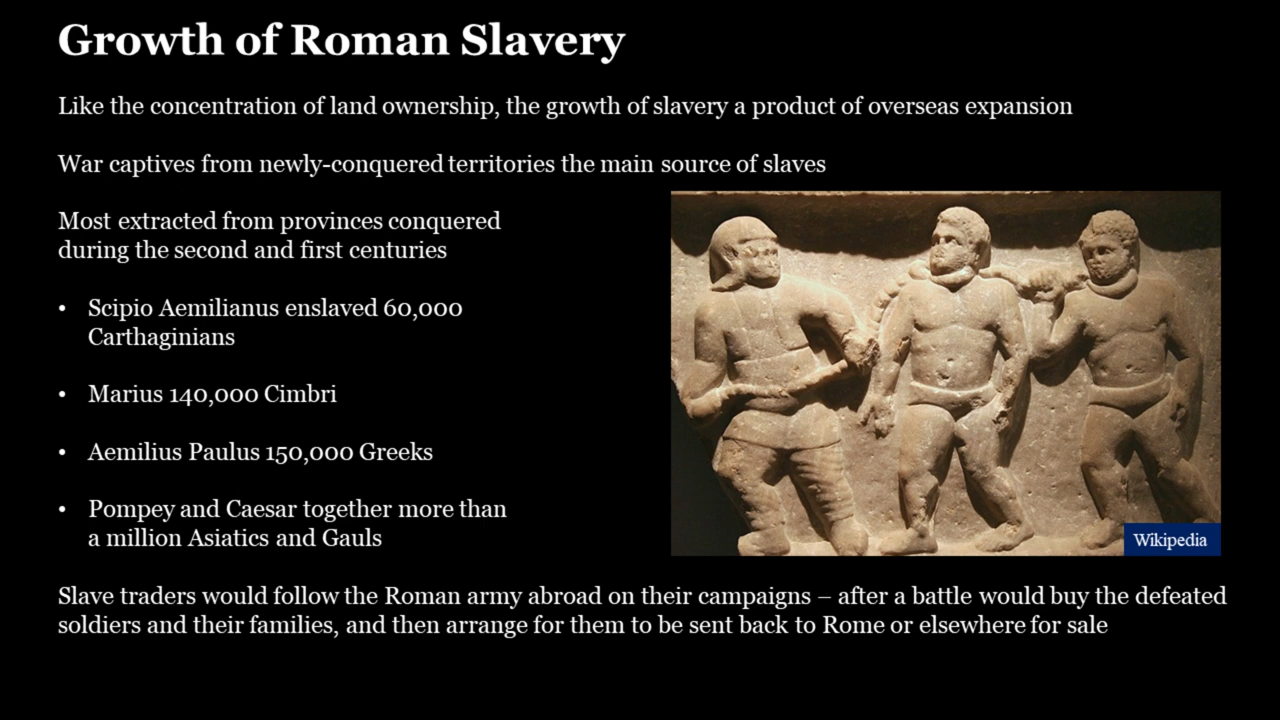 Growth of Roman Slavery
Like the concentration of land ownership, the growth of slavery a product of overseas expansion
War captives from newly-conquered territories the main source of slaves
Most extracted from provinces conquered
during the second and first centuries
• Scipio Aemilianus enslaved 60,000
Carthaginians
• Marius 140,000 Cimbri
• Aemilius Paulus 150,000 Greeks
• Pompey and Caesar together more than
a million Asiatics and Gauls
Wikipedia
Slave traders would follow the Roman army abroad on their campaigns – after a battle would buy the defeated
soldiers and their families, and then arrange for them to be sent back to Rome or elsewhere for sale